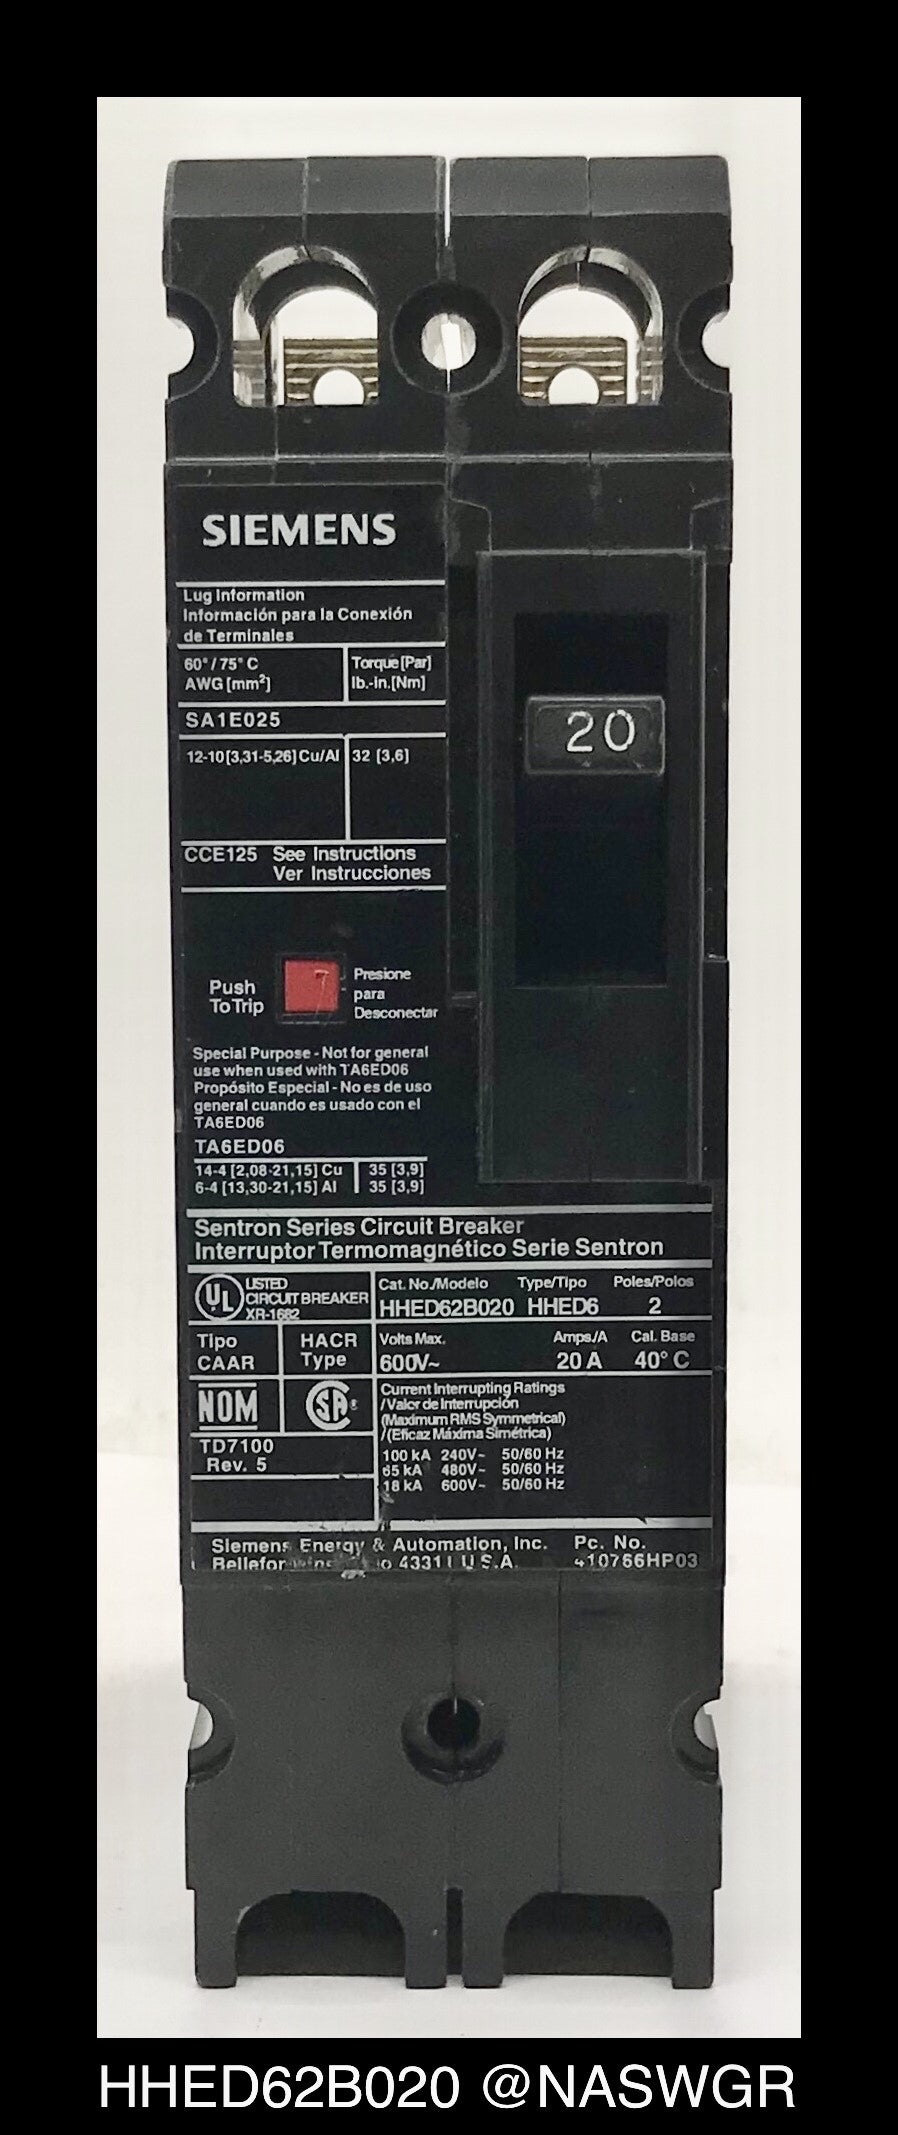 SIEMENS
Lug Information
Información para la Conexión
de Terminales
60°/75° C
AWG [mm²]
Torque [Par]
lb.-in.[Nm]
SA1E025
12-10 [3,31-5,26] Cu/Al
32 [3,6]
CCE125 See Instructions
Ver Instrucciones
20
Push
To Trip
Presione
para
Desconectar
Special Purpose - Not for general
use when used with TA6ED06
Propósito Especial - No es de uso
general cuando es usado con el
TA6ED06
TA6ED06
14-4 [2,08-21,15] Cu 35 [3,9]
6-4 [13,30-21,15] Al 35 [3,9]
Sentron Series Circuit Breaker
Interruptor Termomagnético Serie Sentron
UL
LISTED
CIRCUIT BREAKER
XR-1682
Cat. No./Modelo Type/Tipo Poles/Polos
HHED62B020 HHED6 2
Tipo
CAAR
HACR
Type
Volts Max. Amps/A Cal. Base
600V~ 20 A 40° C
NOM
SA®
Current Interrupting Ratings
/Valor de Interrupción
(Maximum RMS Symmetrical)
/(Eficaz Máxima Simétrica)
100 kA 240V~ 50/60 Hz
65 kA 480V~ 50/60 Hz
18 kA 600V~ 50/60 Hz
TD7100
Rev. 5
Siemens Energy & Automation, Inc. Pc. No.
U.S.A. 410766HP03
HHED62B020 @NASWGR